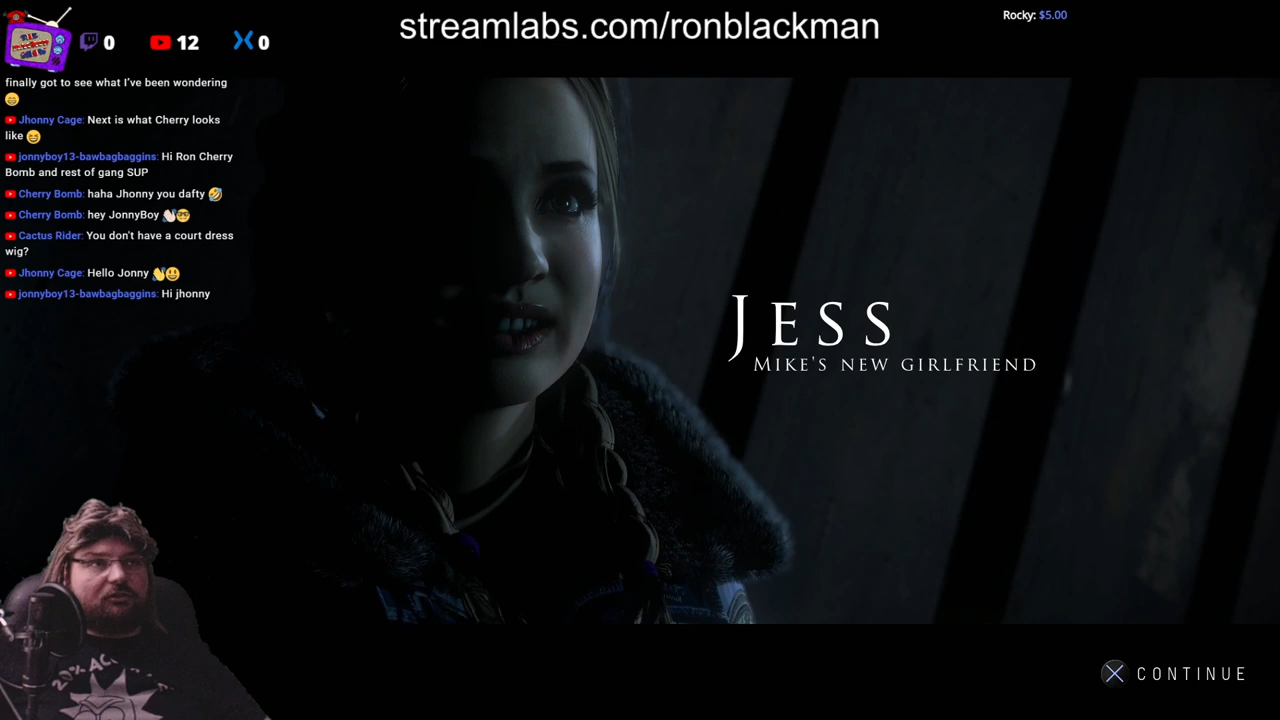 streamlabs.com/ronblackman
Rocky: $5.00
0
12
0
finally got to see what I've been wondering
Jhonny Cage: Next is what Cherry looks
like
jonnyboy13-bawbagbaggins: Hi Ron Cherry
Bomb and rest of gang SUP
Cherry Bomb: haha Jhonny you dafty
Cherry Bomb: hey JonnyBoy
Cactus Rider: You don't have a court dress
wig?
Jhonny Cage: Hello Jonny
jonnyboy13-bawbagbaggins: Hi jhonny
JESS
MIKE'S NEW GIRLFRIEND
20% AC
CONTINUE